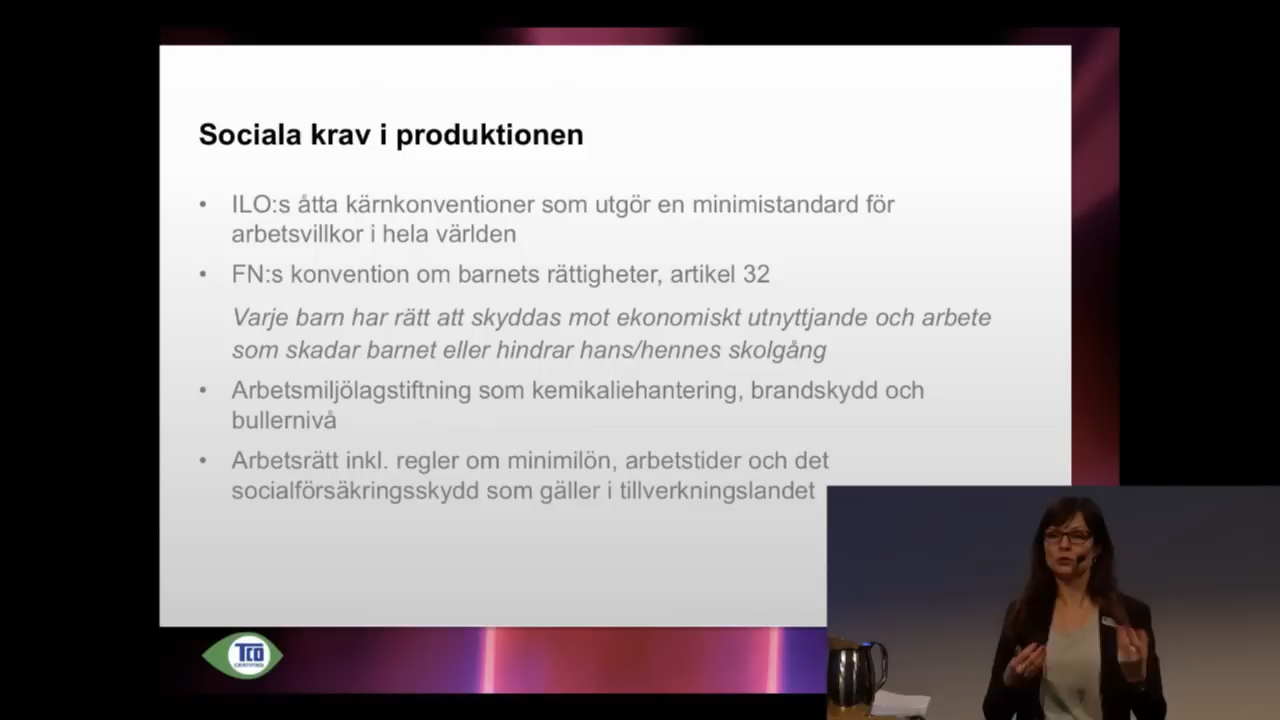 Sociala krav i produktionen
• ILO:s åtta kärnkonventioner som utgör en minimistandard för
arbetsvillkor i hela världen
• FN:s konvention om barnets rättigheter, artikel 32
Varje barn har rätt att skyddas mot ekonomiskt utnyttjande och arbete
som skadar barnet eller hindrar hans/hennes skolgång
• Arbetsmiljölagstiftning som kemikaliehantering, brandskydd och
bullernivå
• Arbetsrätt inkl. regler om minimilön, arbetstider och det
socialförsäkringsskydd som gäller i tillverkningslandet
TCO
CERTIFIED